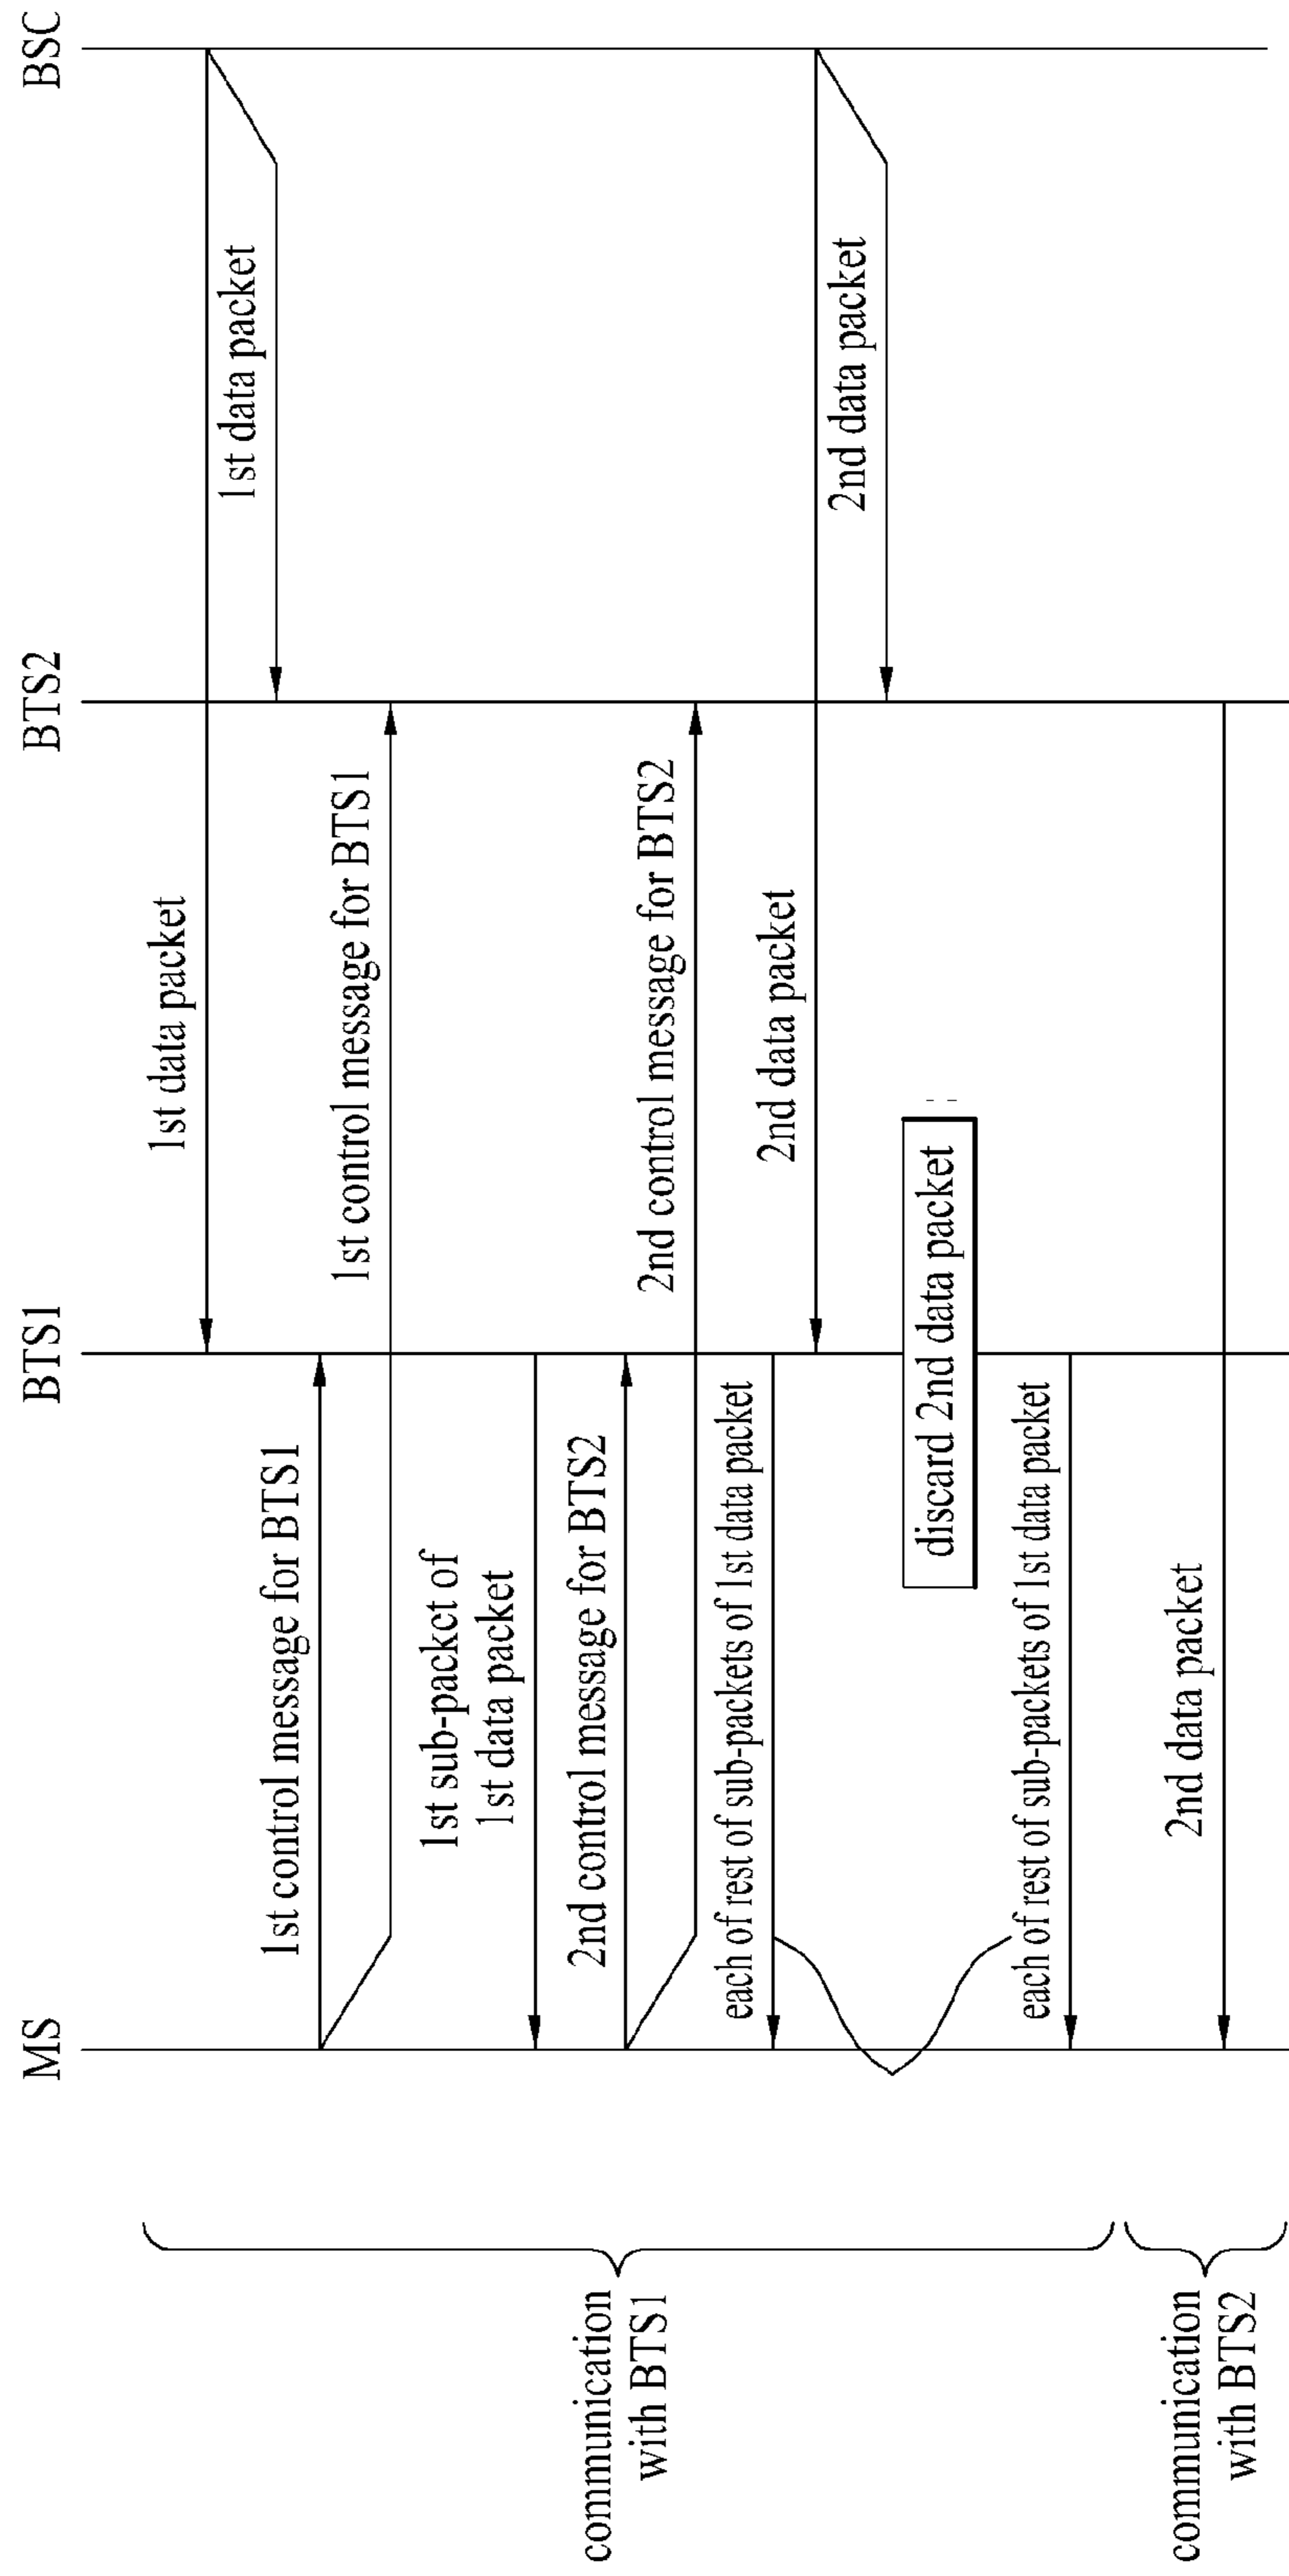 MS
BTS1
BTS2
BSC
1st data packet
1st data packet
1st control message for BTS1
1st control message for BTS1
1st sub-packet of
1st data packet
2nd control message for BTS2
2nd control message for BTS2
each of rest of sub-packets of 1st data packet
2nd data packet
2nd data packet
discard 2nd data packet
each of rest of sub-packets of 1st data packet
2nd data packet
communication
with BTS1
communication
with BTS2